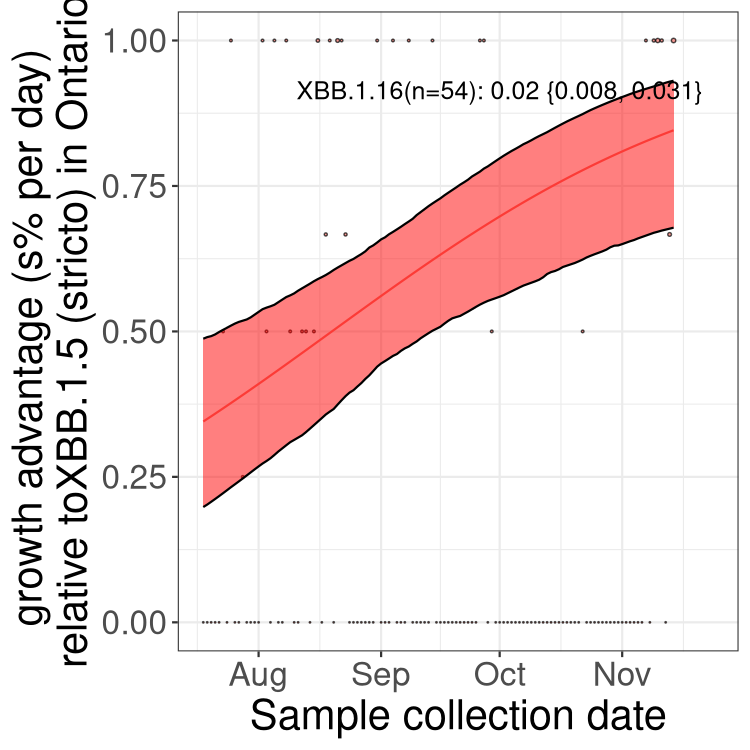 growth advantage (s% per day)
relative toXBB.1.5 (stricto) in Ontario
1.00
0.75
0.50
0.25
0.00
XBB.1.16(n=54): 0.02 {0.008, 0.031}
Aug Sep Oct Nov
Sample collection date